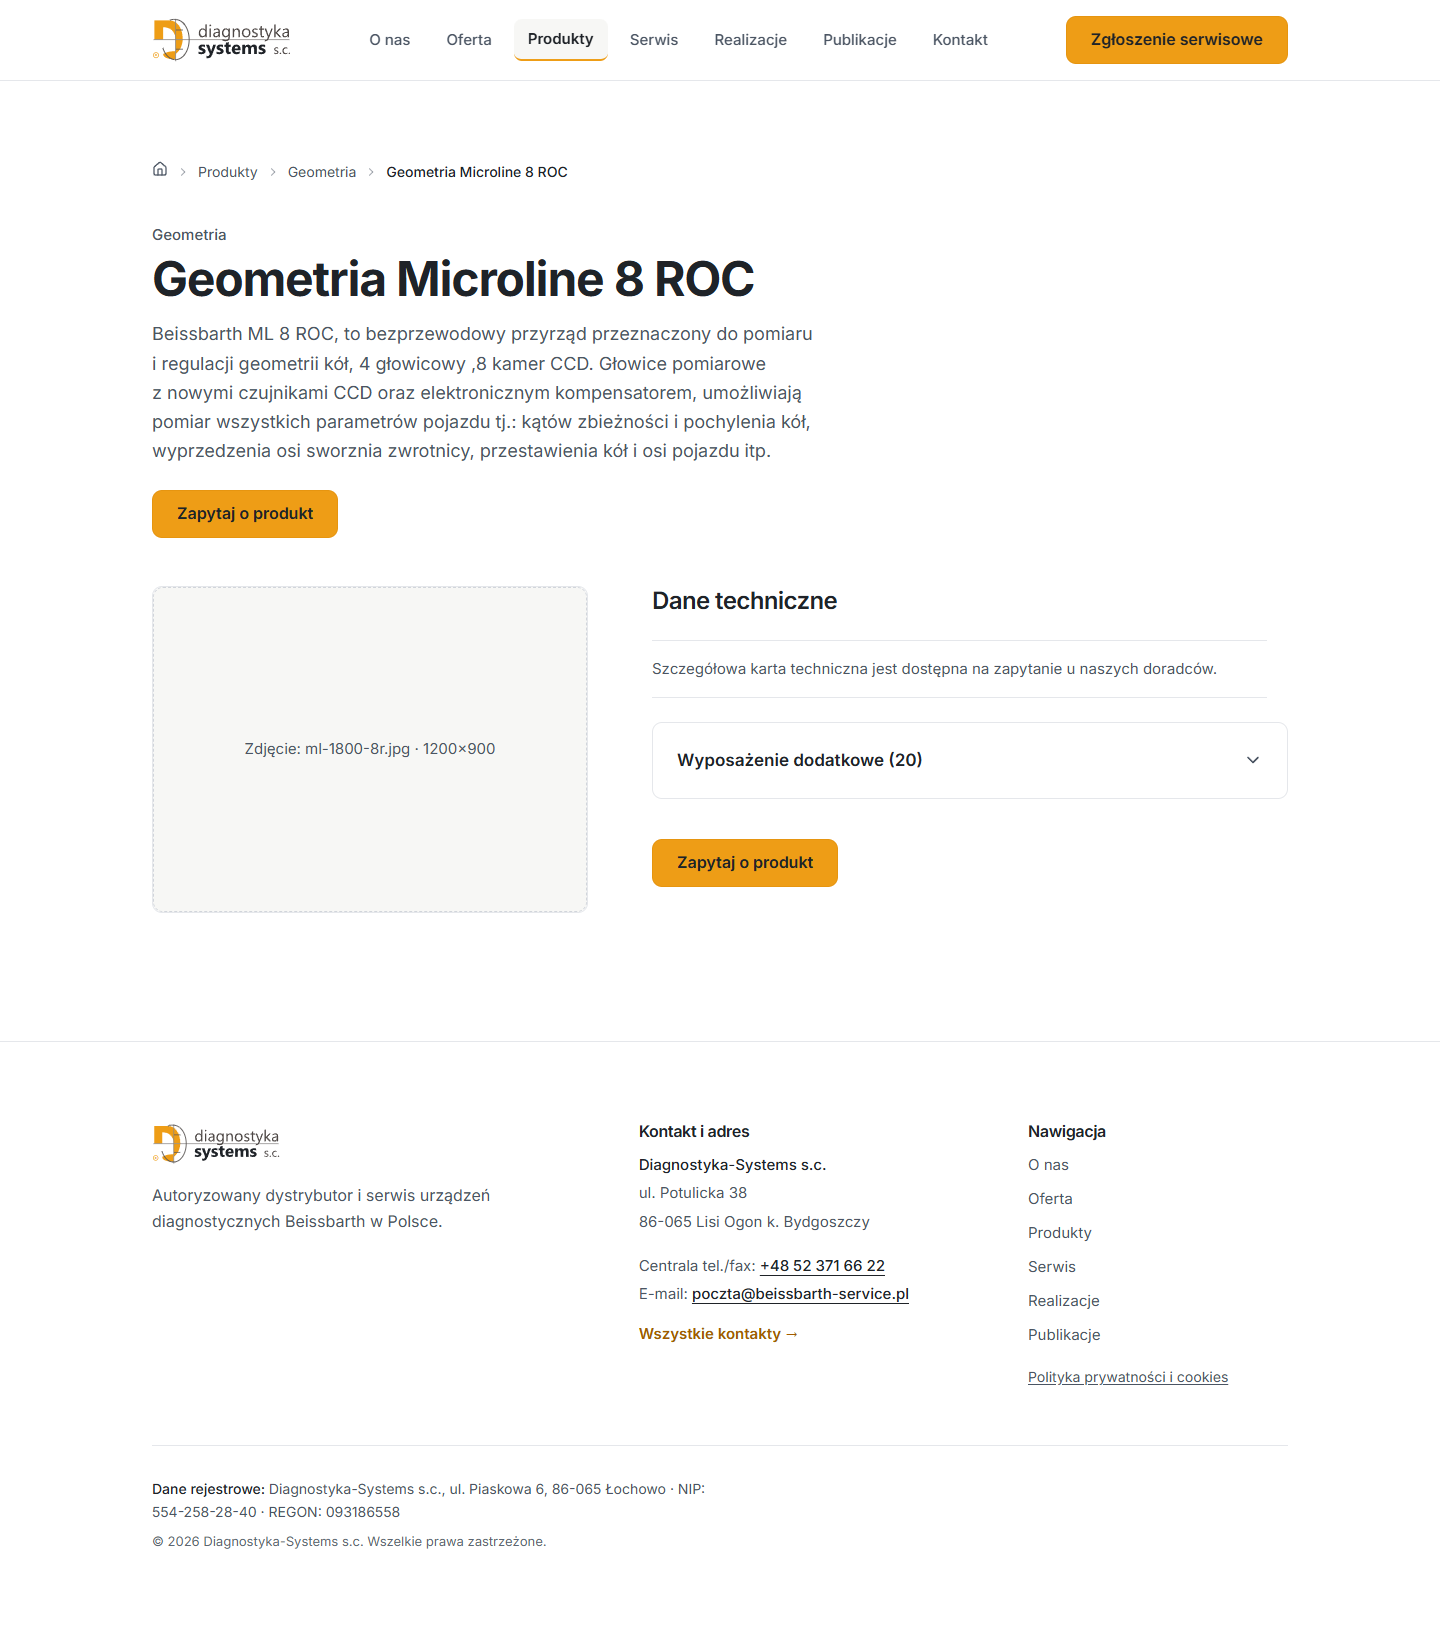 diagnostyka
systems s.c.
O nas
Oferta
Produkty
Serwis
Realizacje
Publikacje
Kontakt
Zgłoszenie serwisowe
Produkty
Geometria
Geometria Microline 8 ROC
Geometria
Geometria Microline 8 ROC
Beissbarth ML 8 ROC, to bezprzewodowy przyrząd przeznaczony do pomiaru
i regulacji geometrii kół, 4 głowicowy ,8 kamer CCD. Głowice pomiarowe
z nowymi czujnikami CCD oraz elektronicznym kompensatorem, umożliwiają
pomiar wszystkich parametrów pojazdu tj.: kątów zbieżności i pochylenia kół,
wyprzedzenia osi sworznia zwrotnicy, przestawienia kół i osi pojazdu itp.
Zapytaj o produkt
Zdjęcie: ml-1800-8r.jpg · 1200×900
Dane techniczne
Szczegółowa karta techniczna jest dostępna na zapytanie u naszych doradców.
Wyposażenie dodatkowe (20)
Zapytaj o produkt
diagnostyka
systems s.c.
Autoryzowany dystrybutor i serwis urządzeń
diagnostycznych Beissbarth w Polsce.
Kontakt i adres
Diagnostyka-Systems s.c.
ul. Potulicka 38
86-065 Lisi Ogon k. Bydgoszczy
Centrala tel./fax: +48 52 371 66 22
E-mail: poczta@beissbarth-service.pl
Wszystkie kontakty →
Nawigacja
O nas
Oferta
Produkty
Serwis
Realizacje
Publikacje
Polityka prywatności i cookies
Dane rejestrowe: Diagnostyka-Systems s.c., ul. Piaskowa 6, 86-065 Łochowo · NIP:
554-258-28-40 · REGON: 093186558
© 2026 Diagnostyka-Systems s.c. Wszelkie prawa zastrzeżone.